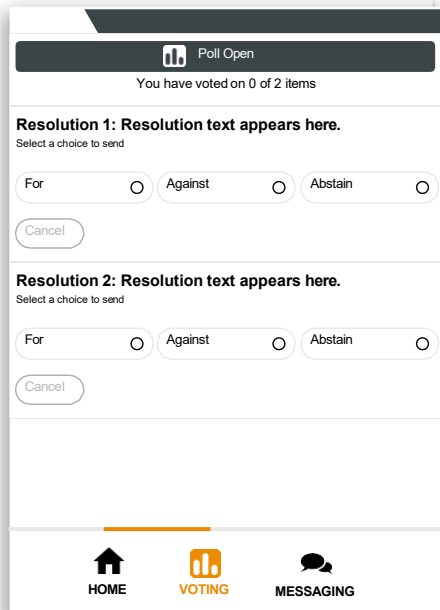 Poll Open
You have voted on 0 of 2 items
Resolution 1: Resolution text appears here.
Select a choice to send
For Against Abstain
Cancel
Resolution 2: Resolution text appears here.
Select a choice to send
For Against Abstain
Cancel
HOME VOTING MESSAGING